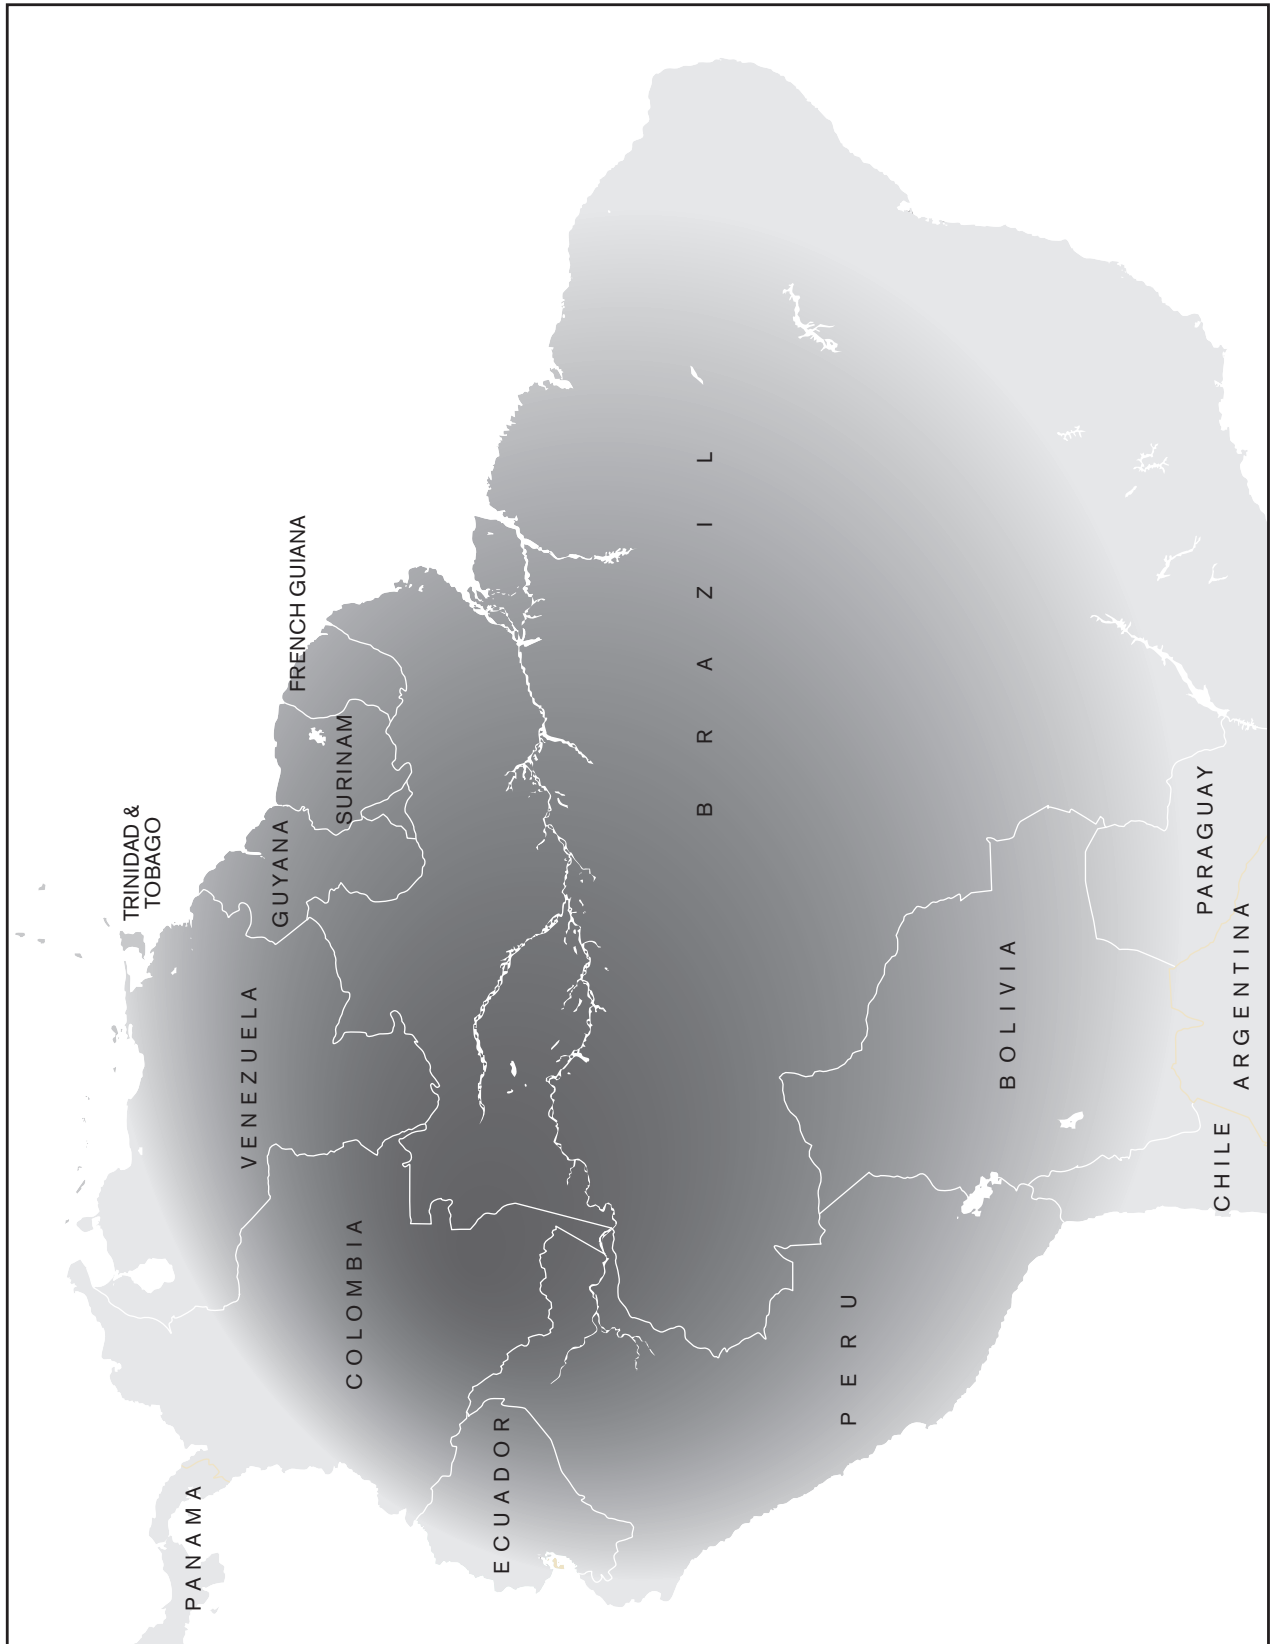 TRINIDAD &
TOBAGO
FRENCH GUIANA
SURINAM
GUYANA
VENEZUELA
COLOMBIA
PANAMA
ECUADOR
BRAZIL
PERU
BOLIVIA
PARAGUAY
ARGENTINA
CHILE